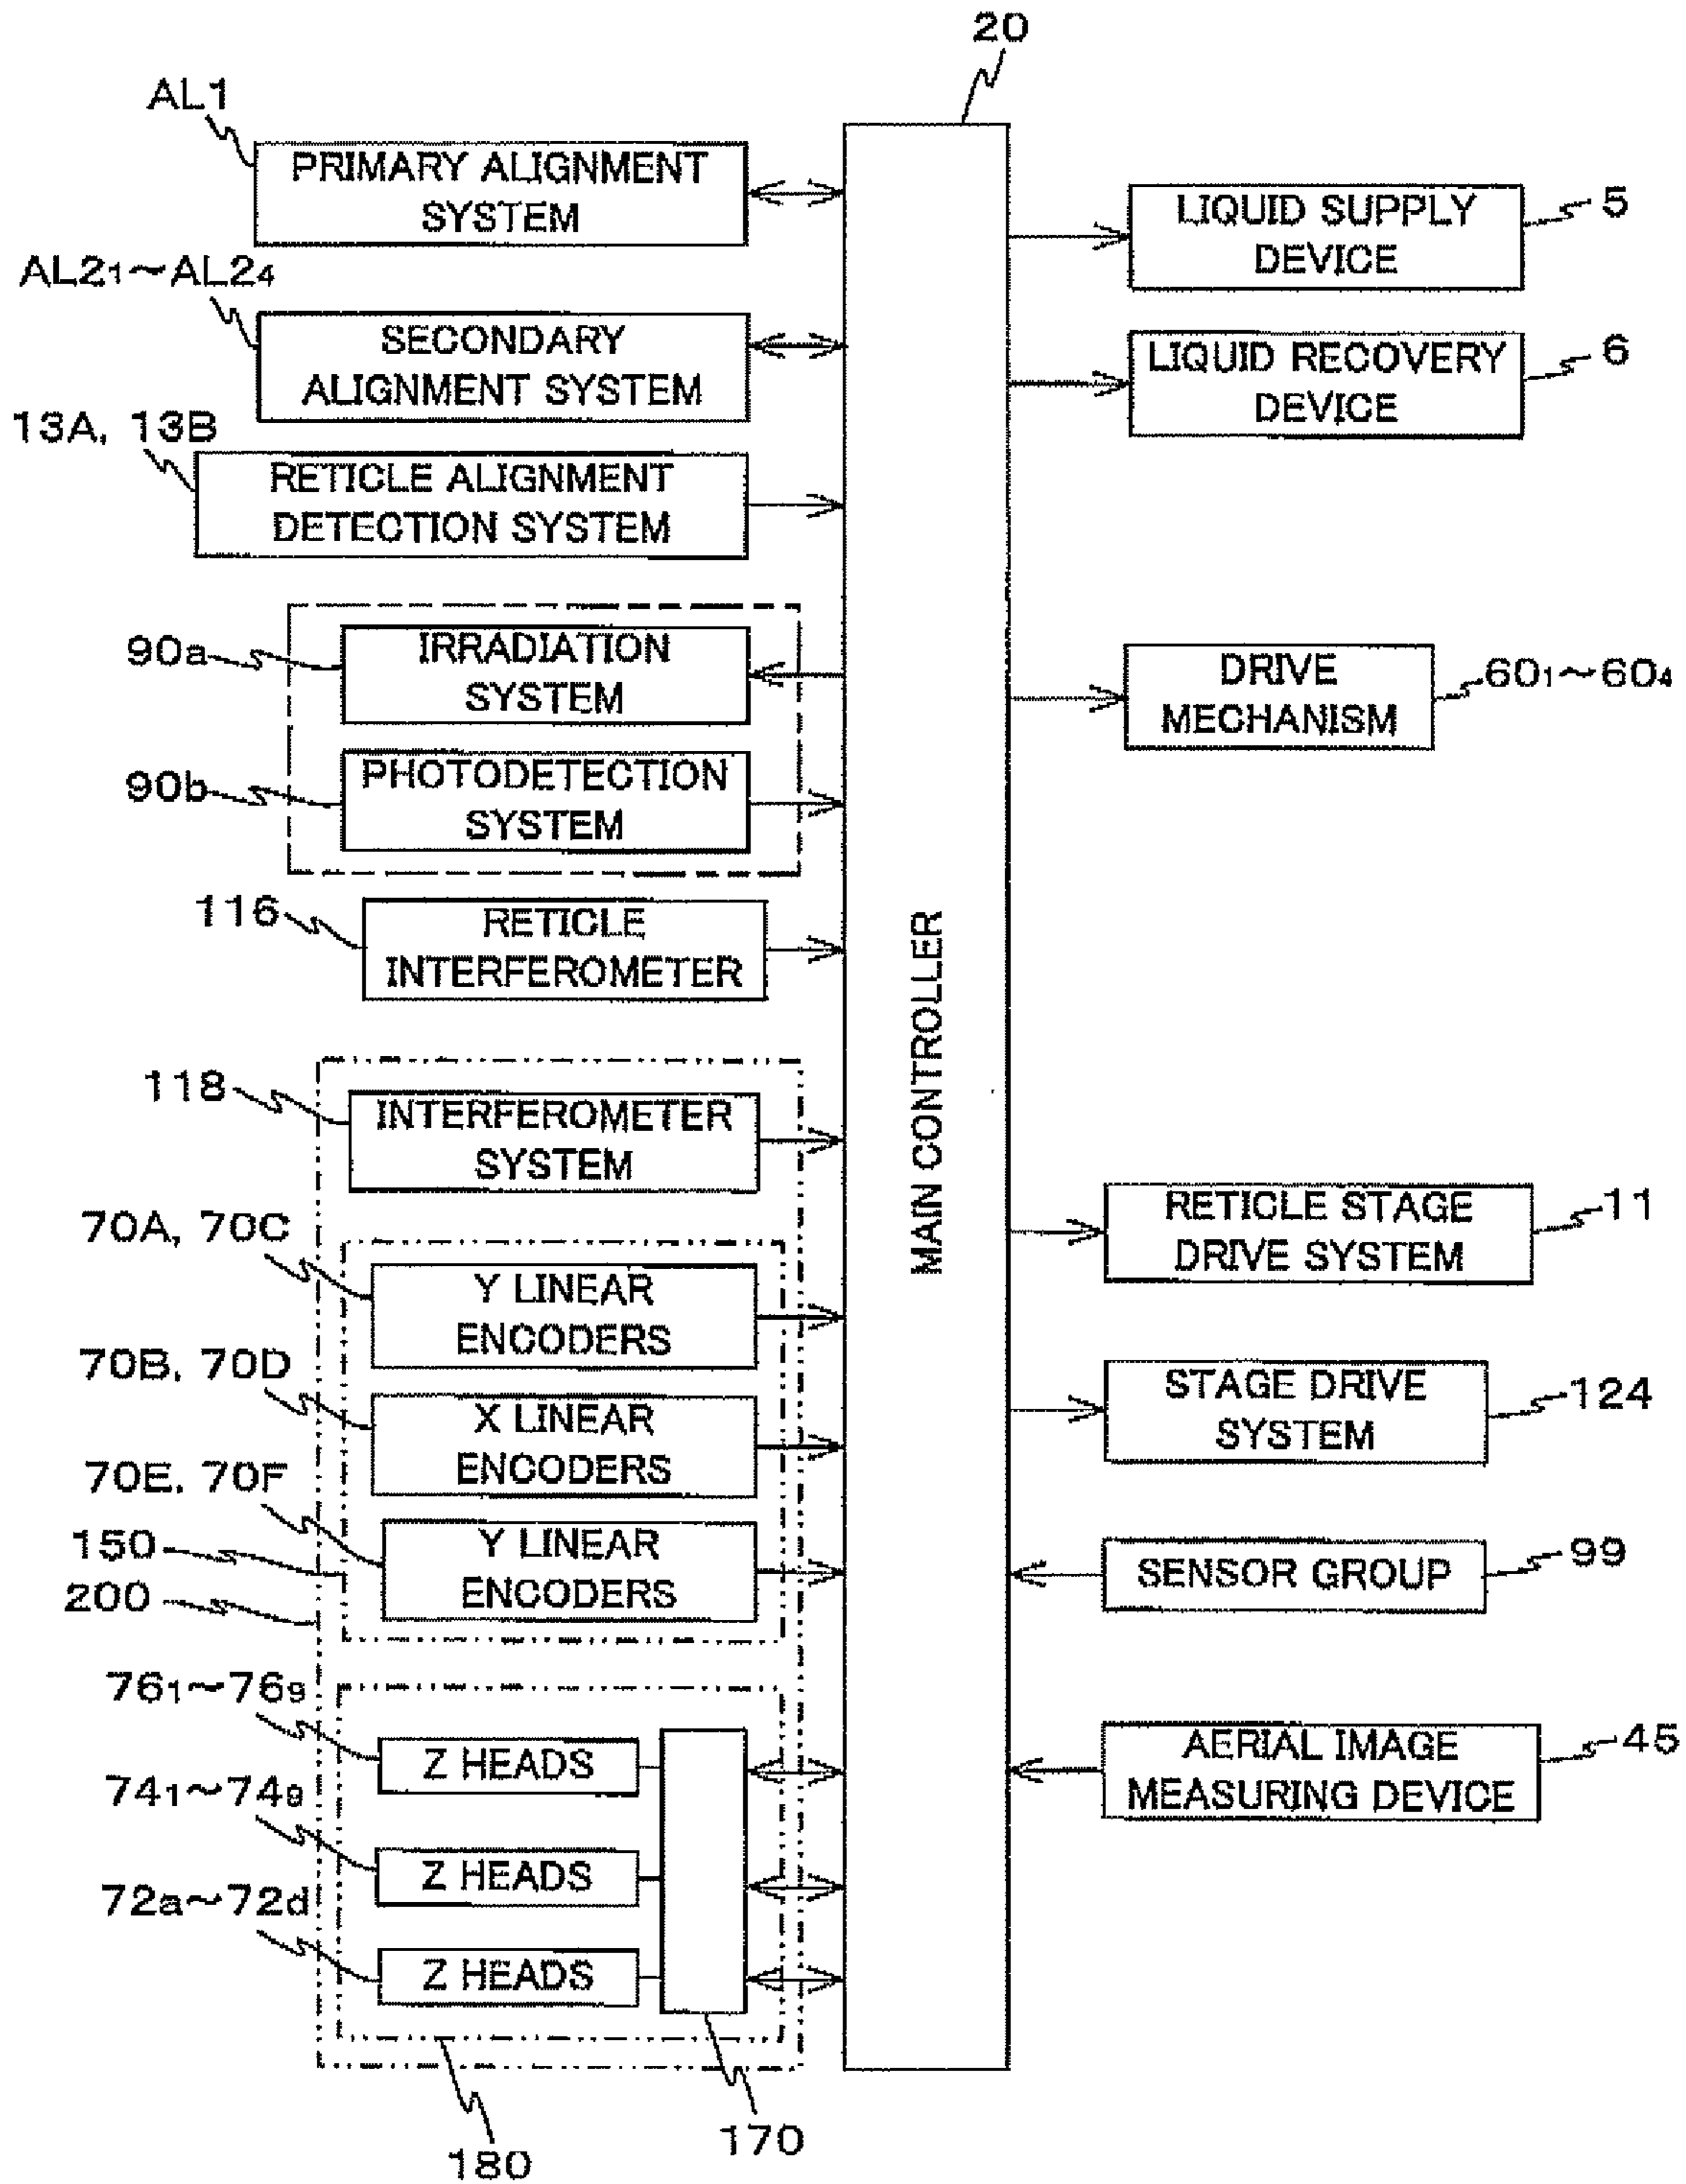 20
AL1
PRIMARY ALIGNMENT
SYSTEM
AL2₁~AL2₄
SECONDARY
ALIGNMENT SYSTEM
13A, 13B
RETICLE ALIGNMENT
DETECTION SYSTEM
90a
IRRADIATION
SYSTEM
90b
PHOTODETECTION
SYSTEM
116
RETICLE
INTERFEROMETER
118
INTERFEROMETER
SYSTEM
70A, 70C
Y LINEAR
ENCODERS
70B, 70D
X LINEAR
ENCODERS
70E, 70F
Y LINEAR
ENCODERS
150
200
76₁~76₉
Z HEADS
74₁~74₉
Z HEADS
72a~72d
Z HEADS
180
170
MAIN CONTROLLER
LIQUID SUPPLY
DEVICE
5
LIQUID RECOVERY
DEVICE
6
DRIVE
MECHANISM
60₁~60₄
RETICLE STAGE
DRIVE SYSTEM
11
STAGE DRIVE
SYSTEM
124
SENSOR GROUP
99
AERIAL IMAGE
MEASURING DEVICE
45